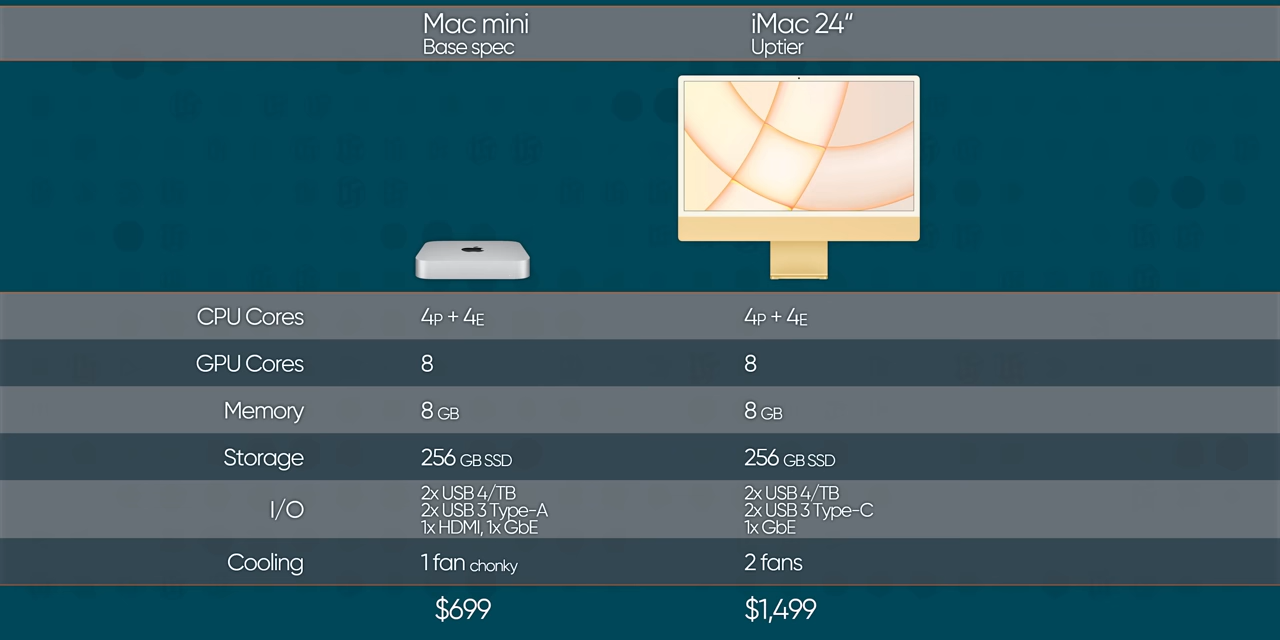 Mac mini
Base spec
iMac 24“
Uptier
CPU Cores
4P + 4E
4P + 4E
GPU Cores
8
8
Memory
8 GB
8 GB
Storage
256 GB SSD
256 GB SSD
I/O
2x USB 4/TB
2x USB 3 Type-A
1x HDMI, 1x GbE
2x USB 4/TB
2x USB 3 Type-C
1x GbE
Cooling
1 fan chonky
2 fans
$699
$1,499